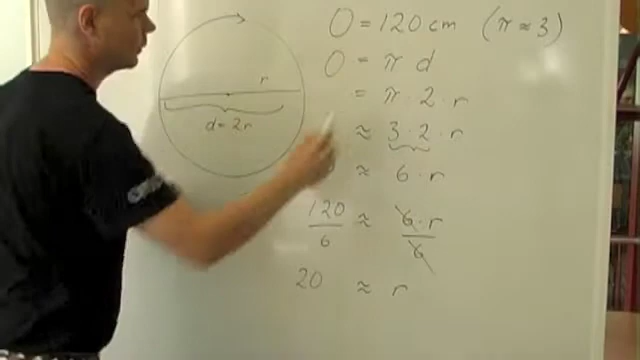 r
d = 2r
O = 120 cm (π ≈ 3)
O = π d
= π · 2 · r
≈ 3 · 2 · r
≈ 6 · r
120/6 ≈ 6 · r/6
20 ≈ r